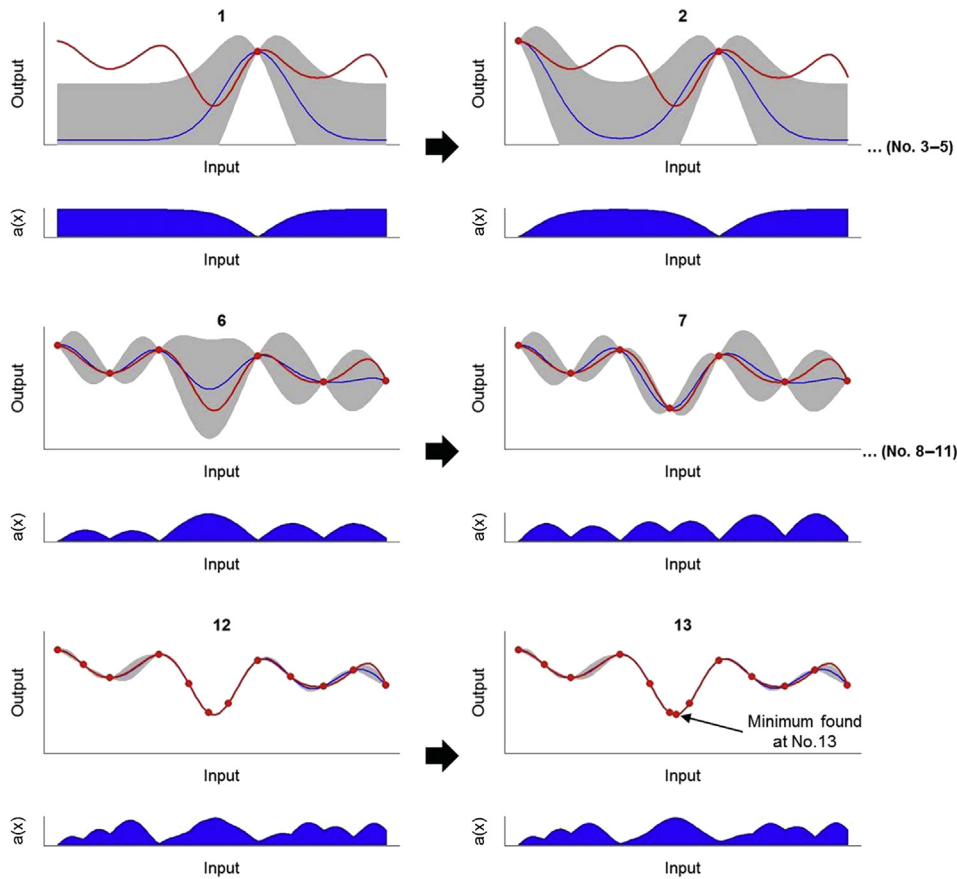 1
2
Output
Output
Input
Input
... (No. 3–5)
a(x)
a(x)
Input
Input
6
7
Output
Output
Input
Input
... (No. 8–11)
a(x)
a(x)
Input
Input
12
13
Output
Output
Minimum found
at No.13
Input
Input
a(x)
a(x)
Input
Input